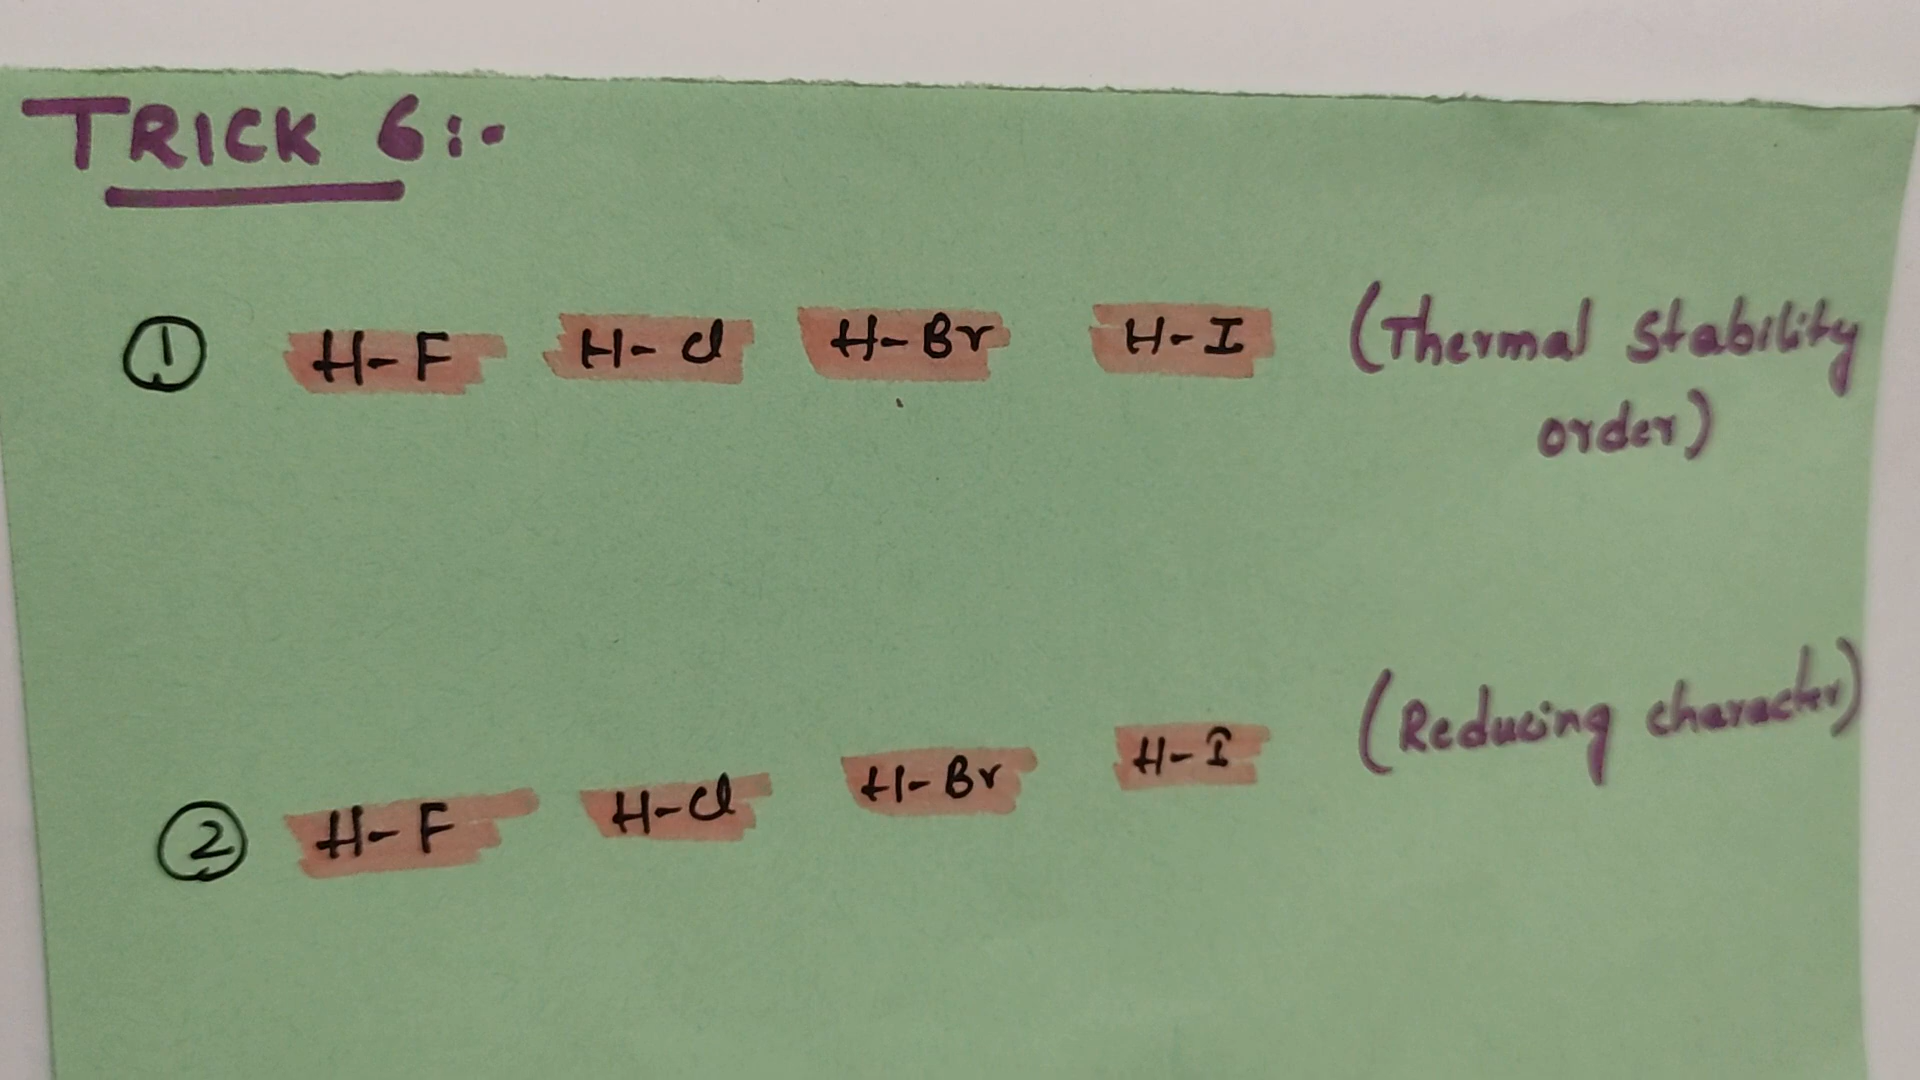 TRICK 6:-
① H-F H-Cl H-Br H-I (Thermal Stability
order)
② H-F H-Cl H-Br H-I (Reducing character)